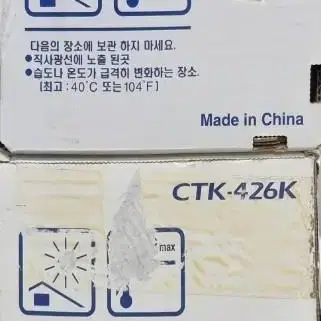 다음의 장소에 보관 하지 마세요.
●직사광선에 노출 된곳
●습도나 온도가 급격히 변화하는 장소.
[최고 : 40˚C 또는 104˚F]
Made in China
CTK-426K
max